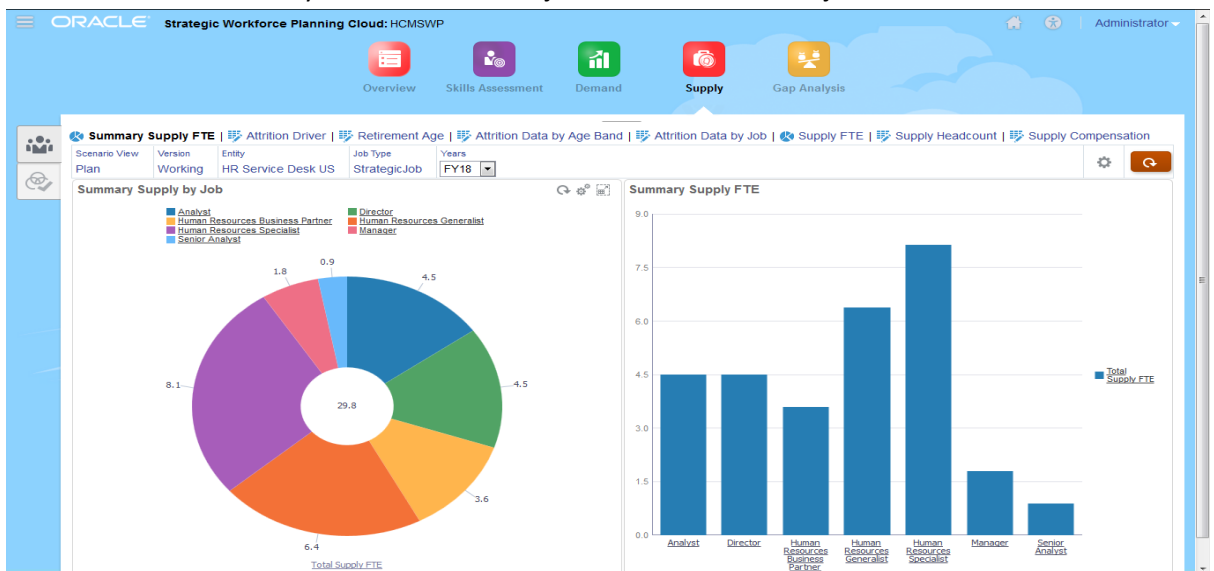 ORACLE Strategic Workforce Planning Cloud: HCMSWP Administrator
Overview Skills Assessment Demand Supply Gap Analysis
Summary Supply FTE | Attrition Driver | Retirement Age | Attrition Data by Age Band | Attrition Data by Job | Supply FTE | Supply Headcount | Supply Compensation
Scenario View Version Entity Job Type Years
Plan Working HR Service Desk US StrategicJob FY18
Summary Supply by Job
Analyst Director
Human Resources Business Partner Human Resources Generalist
Human Resources Specialist Manager
Senior Analyst
0.9
1.8
4.5
8.1
4.5
29.8
3.6
6.4
Total Supply FTE
Summary Supply FTE
9.0
7.5
6.0
4.5
3.0
1.5
0.0
Analyst
Director
Human
Resources
Business
Partner
Human
Resources
Generalist
Human
Resources
Specialist
Manager
Senior
Analyst
Total
Supply FTE